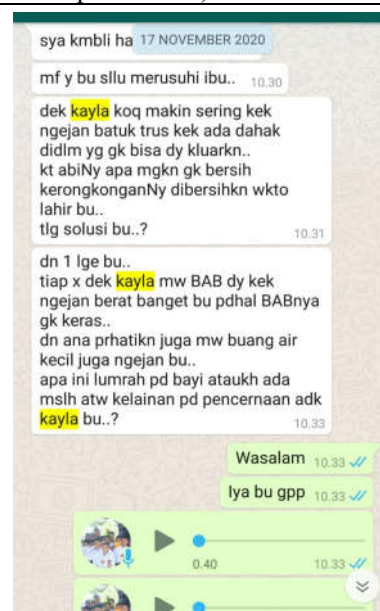 sya kmbli ha
17 NOVEMBER 2020
mf y bu sllu merusuhi ibu.. 10.30
dek kayla koq makin sering kek
ngejan batuk trus kek ada dahak
didlm yg gk bisa dy kluarkn..
kt abiNy apa mgkn gk bersih
kerongkonganNy dibersihkn wkto
lahir bu..
tlg solusi bu..? 10.31
dn 1 lge bu..
tiap x dek kayla mw BAB dy kek
ngejan berat banget bu pdhal BABnya
gk keras..
dn ana prhatikn juga mw buang air
kecil juga ngejan bu..
apa ini lumrah pd bayi ataukh ada
mslh atw kelainan pd pencernaan adk
kayla bu..? 10.33
Wasalam 10.33
Iya bu gpp 10.33
0.40 10.33